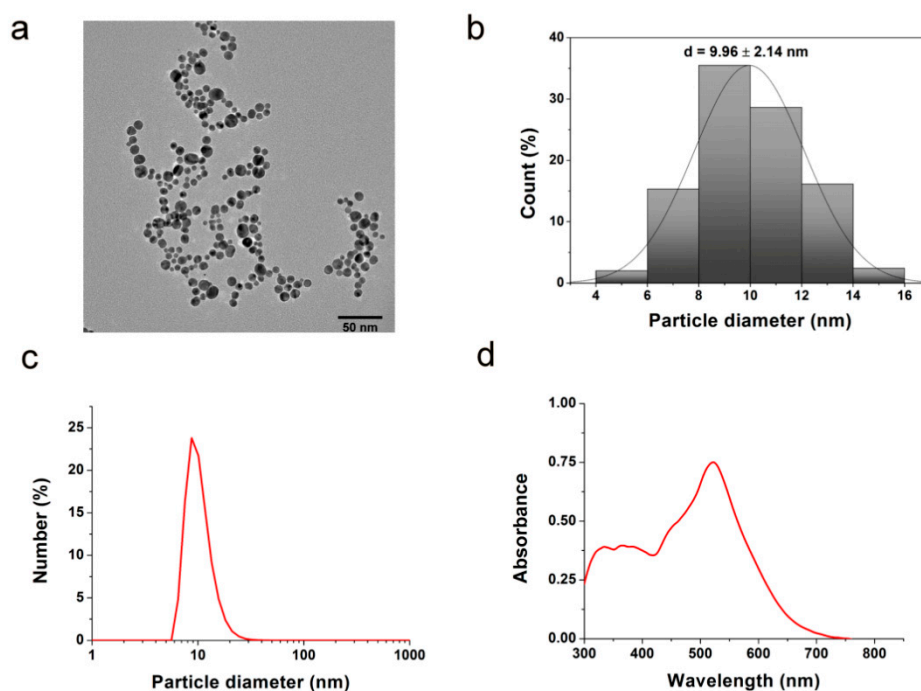 a
50 nm
b
d = 9.96 ± 2.14 nm
40
30
20
10
0
Count (%)
4 6 8 10 12 14 16
Particle diameter (nm)
c
25
20
15
10
5
0
Number (%)
1 10 100 1000
Particle diameter (nm)
d
1.00
0.75
0.50
0.25
0.00
Absorbance
300 400 500 600 700 800
Wavelength (nm)